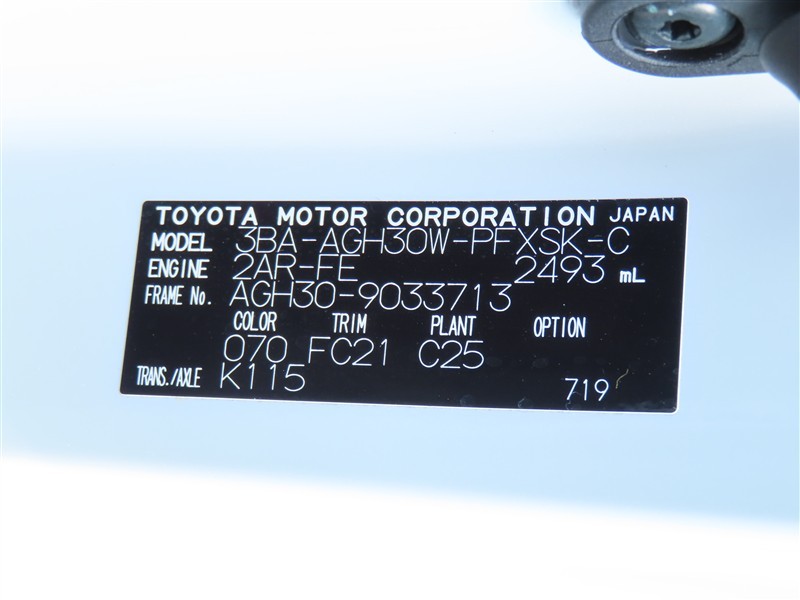 TOYOTA MOTOR CORPORATION JAPAN
MODEL 3BA-AGH30W-PFXSK-C
ENGINE 2AR-FE 2493 mL
FRAME No. AGH30-9033713
COLOR TRIM PLANT OPTION
070 FC21 C25
TRANS./AXLE K115 719